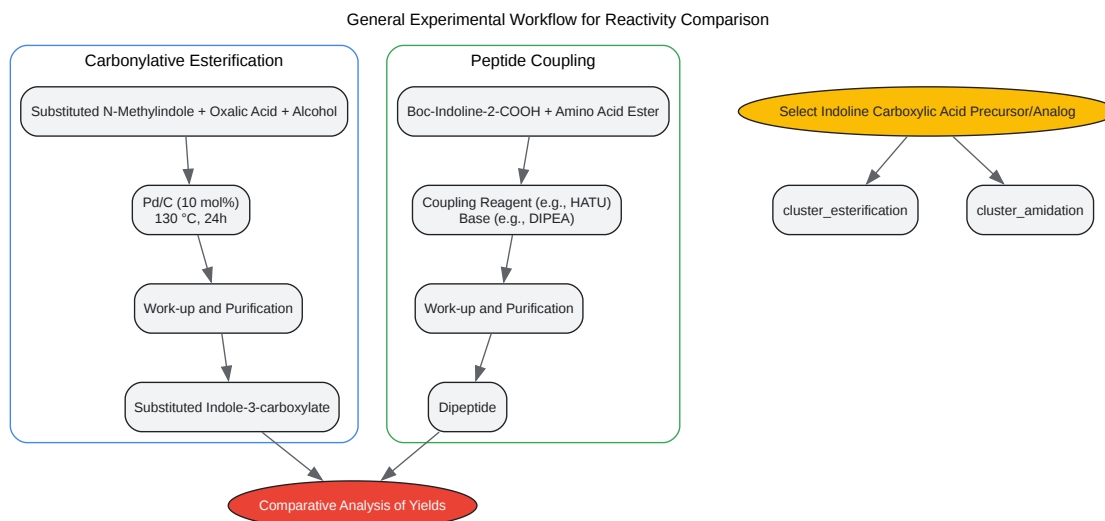 General Experimental Workflow for Reactivity Comparison
Carbonylative Esterification
Substituted N-Methylindole + Oxalic Acid + Alcohol
Pd/C (10 mol%)
130 °C, 24h
Work-up and Purification
Substituted Indole-3-carboxylate
Peptide Coupling
Boc-Indoline-2-COOH + Amino Acid Ester
Coupling Reagent (e.g., HATU)
Base (e.g., DIPEA)
Work-up and Purification
Dipeptide
Select Indoline Carboxylic Acid Precursor/Analog
cluster_esterification
cluster_amidation
Comparative Analysis of Yields